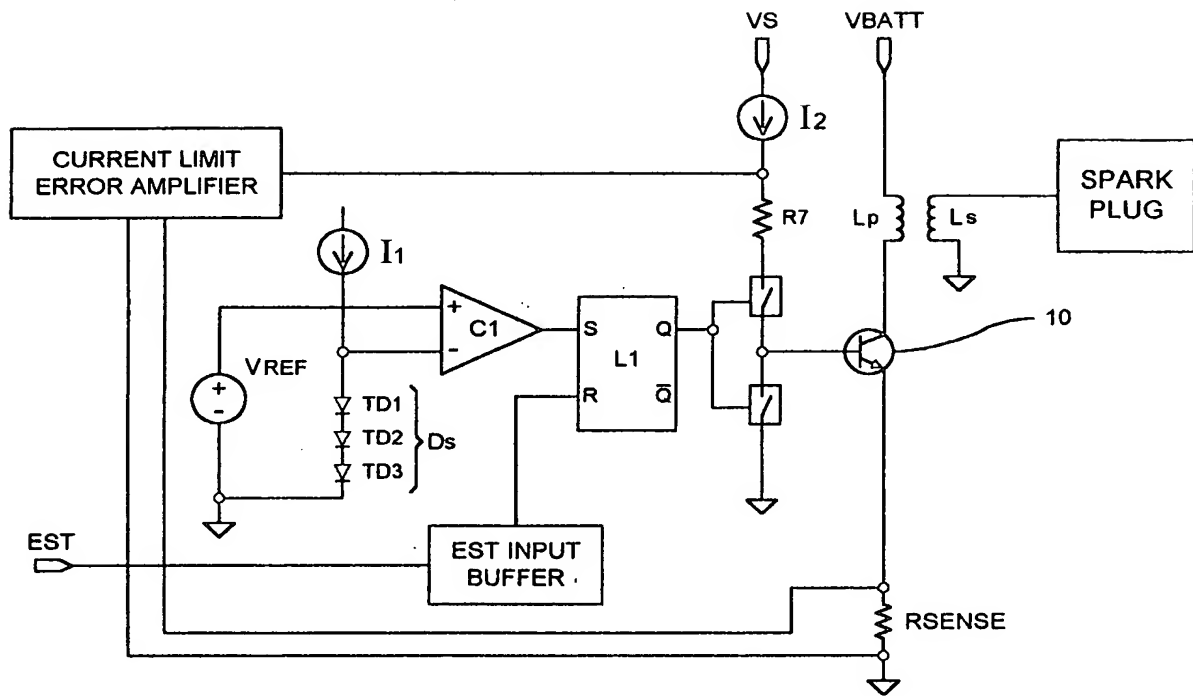 VS
VBATT
I2
CURRENT LIMIT
ERROR AMPLIFIER
SPARK
PLUG
R7
Lp
Ls
I1
+
C1
-
S
Q
L1
R
Q̅
10
VREF
+
-
TD1
TD2
TD3
Ds
EST
EST INPUT
BUFFER
RSENSE